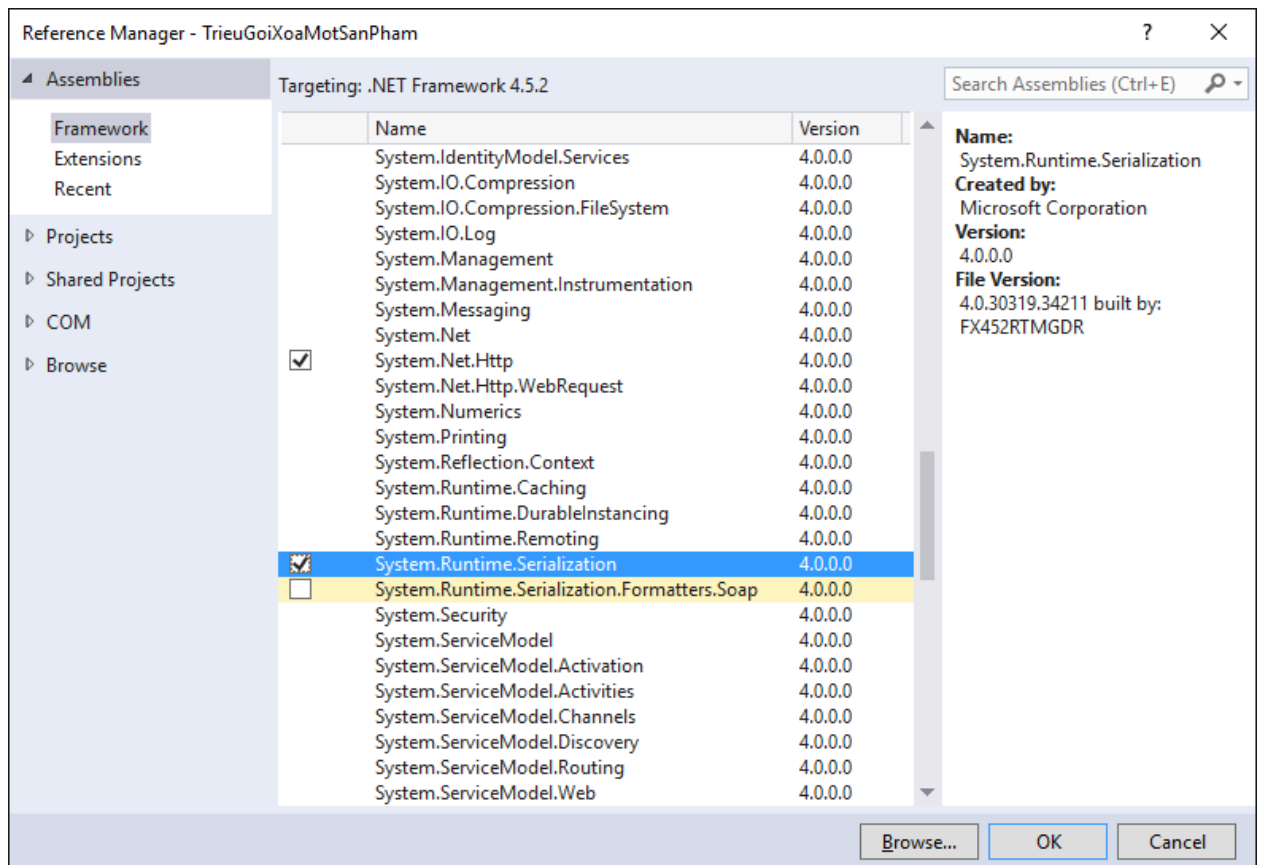 Reference Manager - TrieuGoiXoaMotSanPham
?
Assemblies
Framework
Extensions
Recent
Projects
Shared Projects
COM
Browse
Targeting: .NET Framework 4.5.2
Search Assemblies (Ctrl+E)
Name Version
System.IdentityModel.Services 4.0.0.0
System.IO.Compression 4.0.0.0
System.IO.Compression.FileSystem 4.0.0.0
System.IO.Log 4.0.0.0
System.Management 4.0.0.0
System.Management.Instrumentation 4.0.0.0
System.Messaging 4.0.0.0
System.Net 4.0.0.0
System.Net.Http 4.0.0.0
System.Net.Http.WebRequest 4.0.0.0
System.Numerics 4.0.0.0
System.Printing 4.0.0.0
System.Reflection.Context 4.0.0.0
System.Runtime.Caching 4.0.0.0
System.Runtime.DurableInstancing 4.0.0.0
System.Runtime.Remoting 4.0.0.0
System.Runtime.Serialization 4.0.0.0
System.Runtime.Serialization.Formatters.Soap 4.0.0.0
System.Security 4.0.0.0
System.ServiceModel 4.0.0.0
System.ServiceModel.Activation 4.0.0.0
System.ServiceModel.Activities 4.0.0.0
System.ServiceModel.Channels 4.0.0.0
System.ServiceModel.Discovery 4.0.0.0
System.ServiceModel.Routing 4.0.0.0
System.ServiceModel.Web 4.0.0.0
Name:
System.Runtime.Serialization
Created by:
Microsoft Corporation
Version:
4.0.0.0
File Version:
4.0.30319.34211 built by:
FX452RTMGDR
Browse...
OK
Cancel